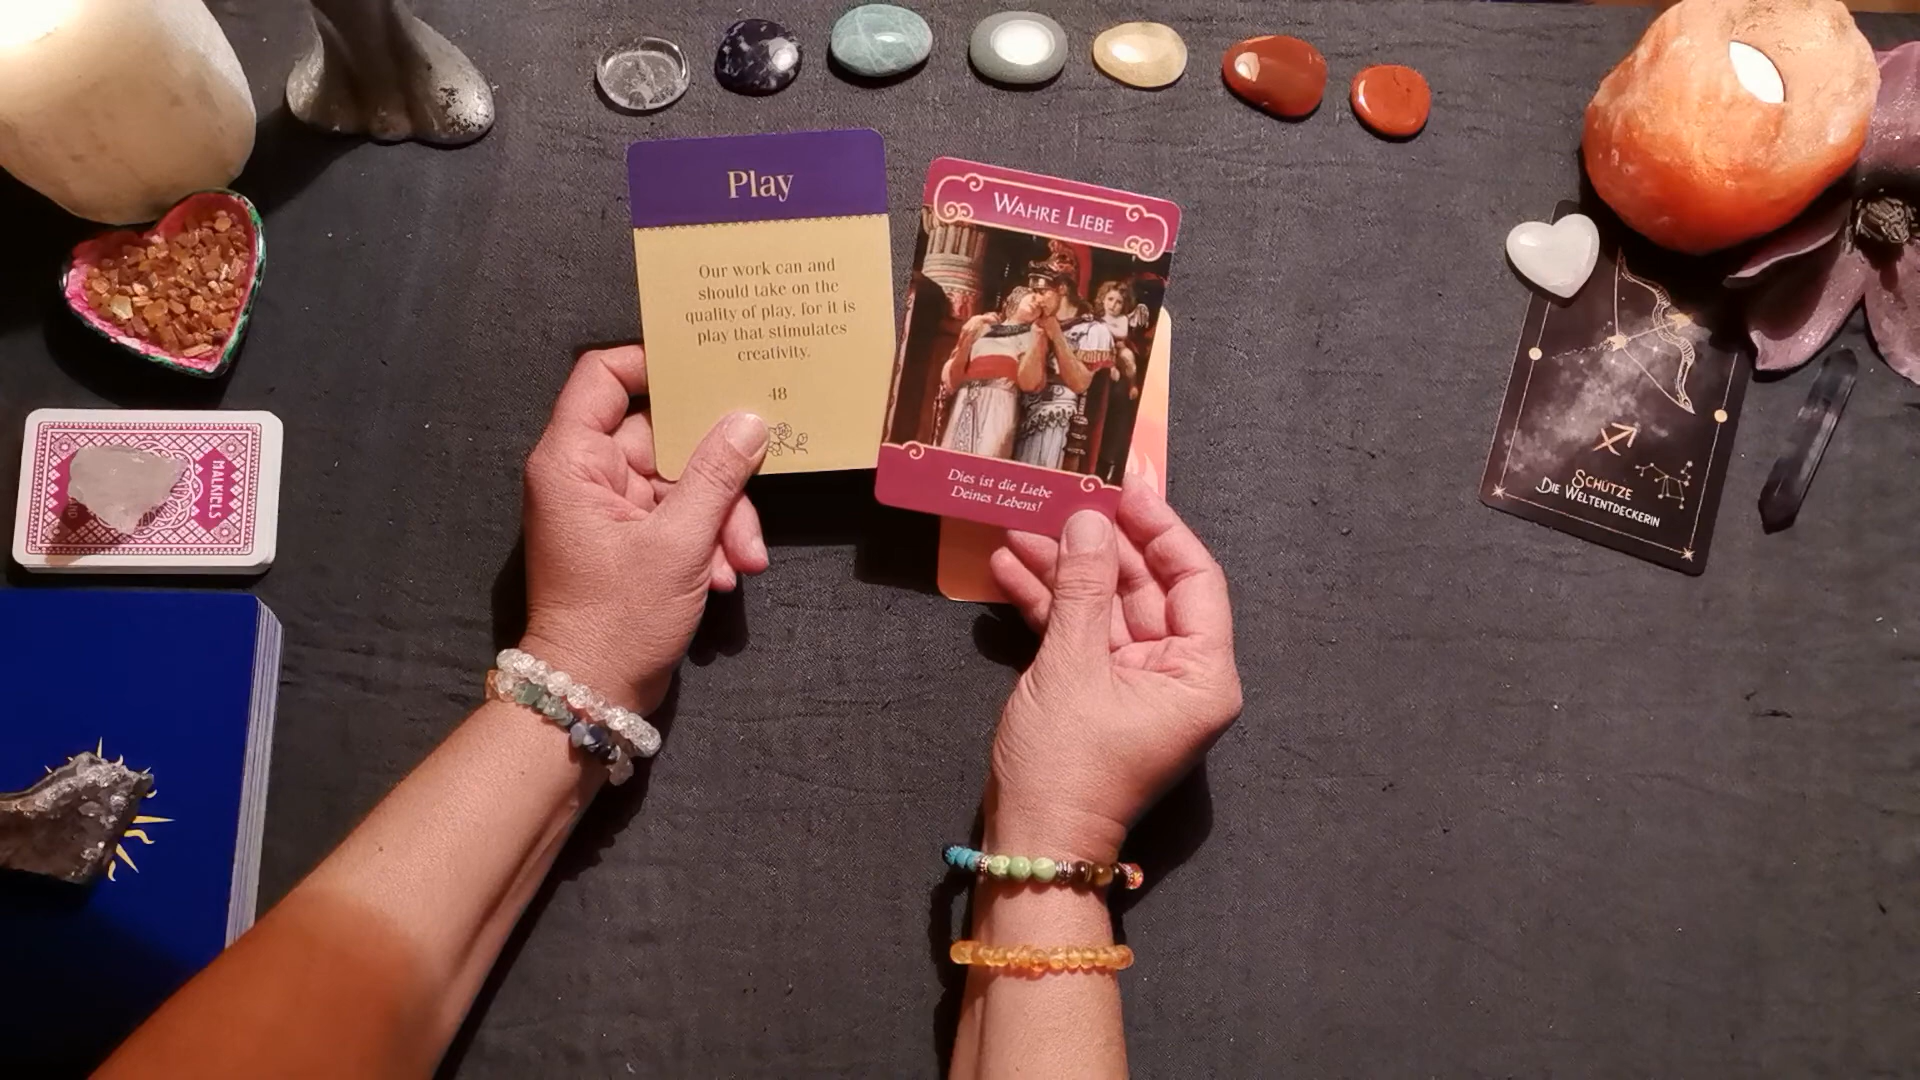 Play
Our work can and
should take on the
quality of play, for it is
play that stimulates
creativity.
48
WAHRE LIEBE
Dies ist die Liebe
Deines Lebens!
SCHÜTZE
DIE WELTENTDECKERIN
MALKIELS